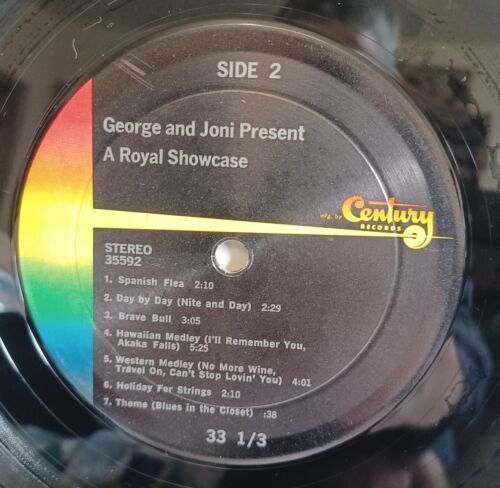 SIDE 2
George and Joni Present
A Royal Showcase
mfg. by Century
RECORDS
STEREO
35592
1. Spanish Flea 2:10
2. Day by Day (Nite and Day) 2:29
3. Brave Bull 3:05
4. Hawaiian Medley (I'll Remember You,
Akaka Falls) 5:25
5. Western Medley (No More Wine,
Travel On, Can't Stop Lovin' You) 4:01
6. Holiday For Strings 2:10
7. Theme (Blues in the Closet) :38
33 1/3